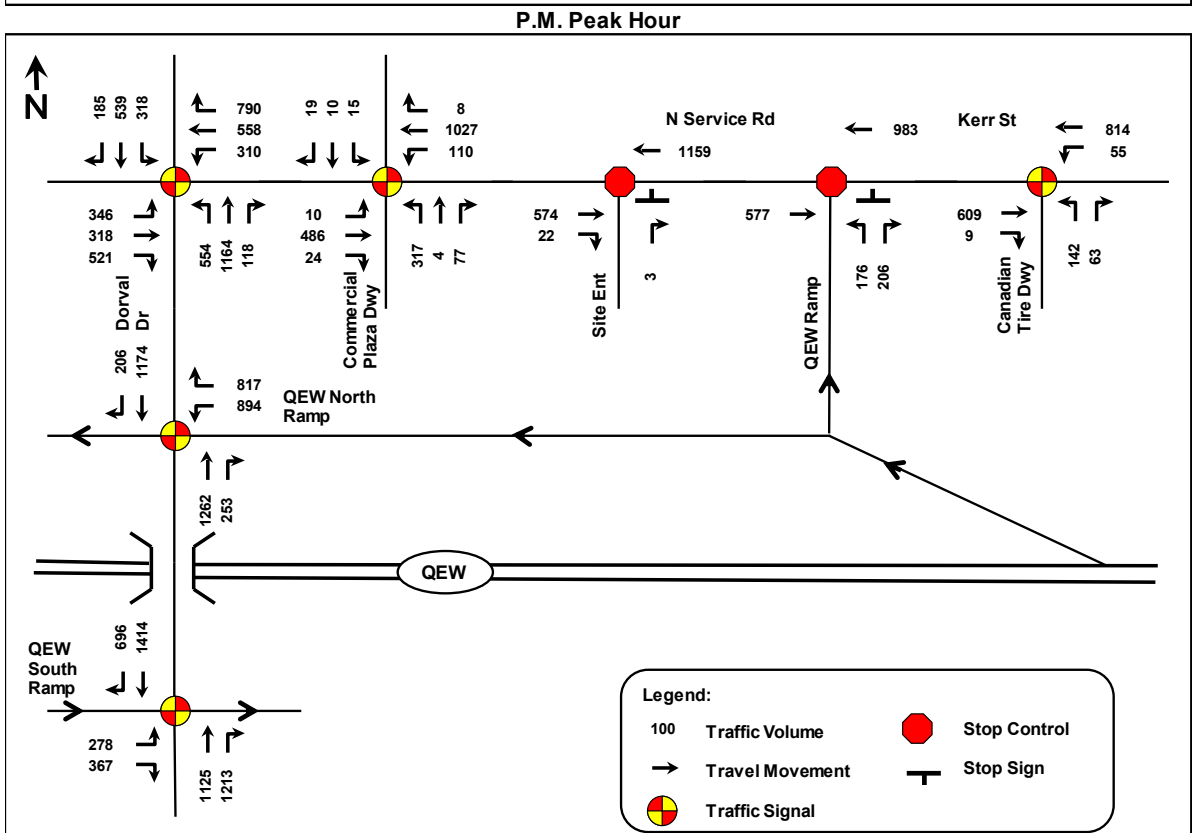 P.M. Peak Hour
N
185 539 318
790
558
310
19 10 15
8
1027
110
N Service Rd
1159
983
Kerr St
814
55
346
318
521
554 1164 118
10
486
24
317 4 77
574
22
3
577
176 206
609
9
142 63
Dorval
Dr
Commercial
Plaza Dwy
Site Ent
QEW Ramp
Canadian
Tire Dwy
206 1174
817
894
QEW North
Ramp
1262 253
QEW
696 1414
QEW
South
Ramp
278
367
1125 1213
Legend:
100 Traffic Volume
Travel Movement
Traffic Signal
Stop Control
Stop Sign